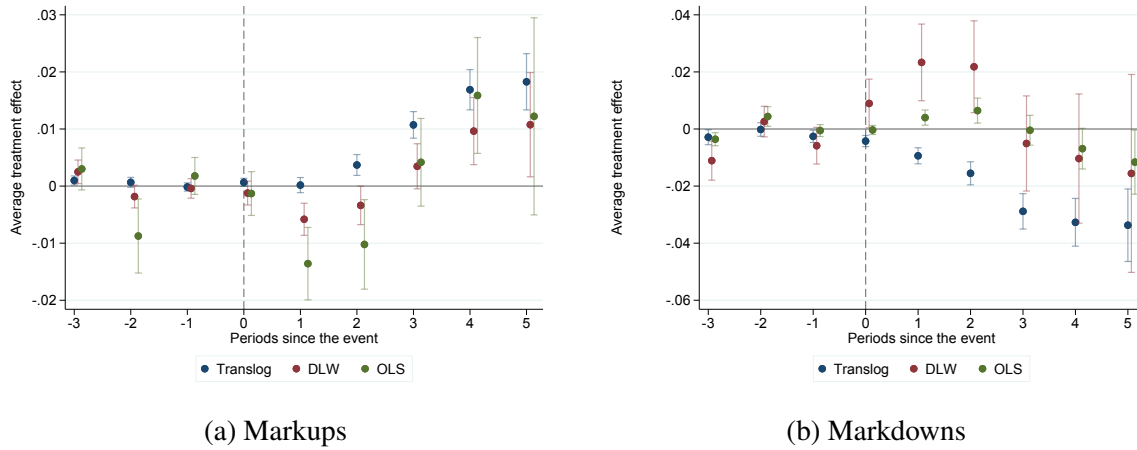 .03
.02
.01
0
-.01
-.02
Average treatment effect
-3 -2 -1 0 1 2 3 4 5
Periods since the event
Translog DLW OLS
(a) Markups
.04
.02
0
-.02
-.04
-.06
Average treatment effect
-3 -2 -1 0 1 2 3 4 5
Periods since the event
Translog DLW OLS
(b) Markdowns